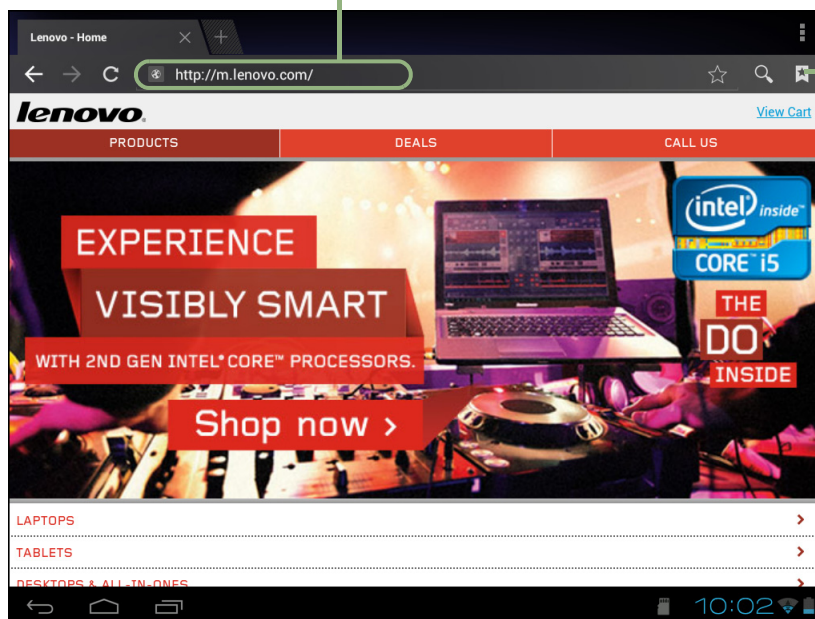 Lenovo - Home
http://m.lenovo.com/
lenovo.
View Cart
PRODUCTS
DEALS
CALL US
EXPERIENCE
VISIBLY SMART
WITH 2ND GEN INTEL® CORE™ PROCESSORS.
Shop now >
intel inside™
CORE™ i5
THE
DO
INSIDE
LAPTOPS
TABLETS
DESKTOPS & ALL-IN-ONES
10:02